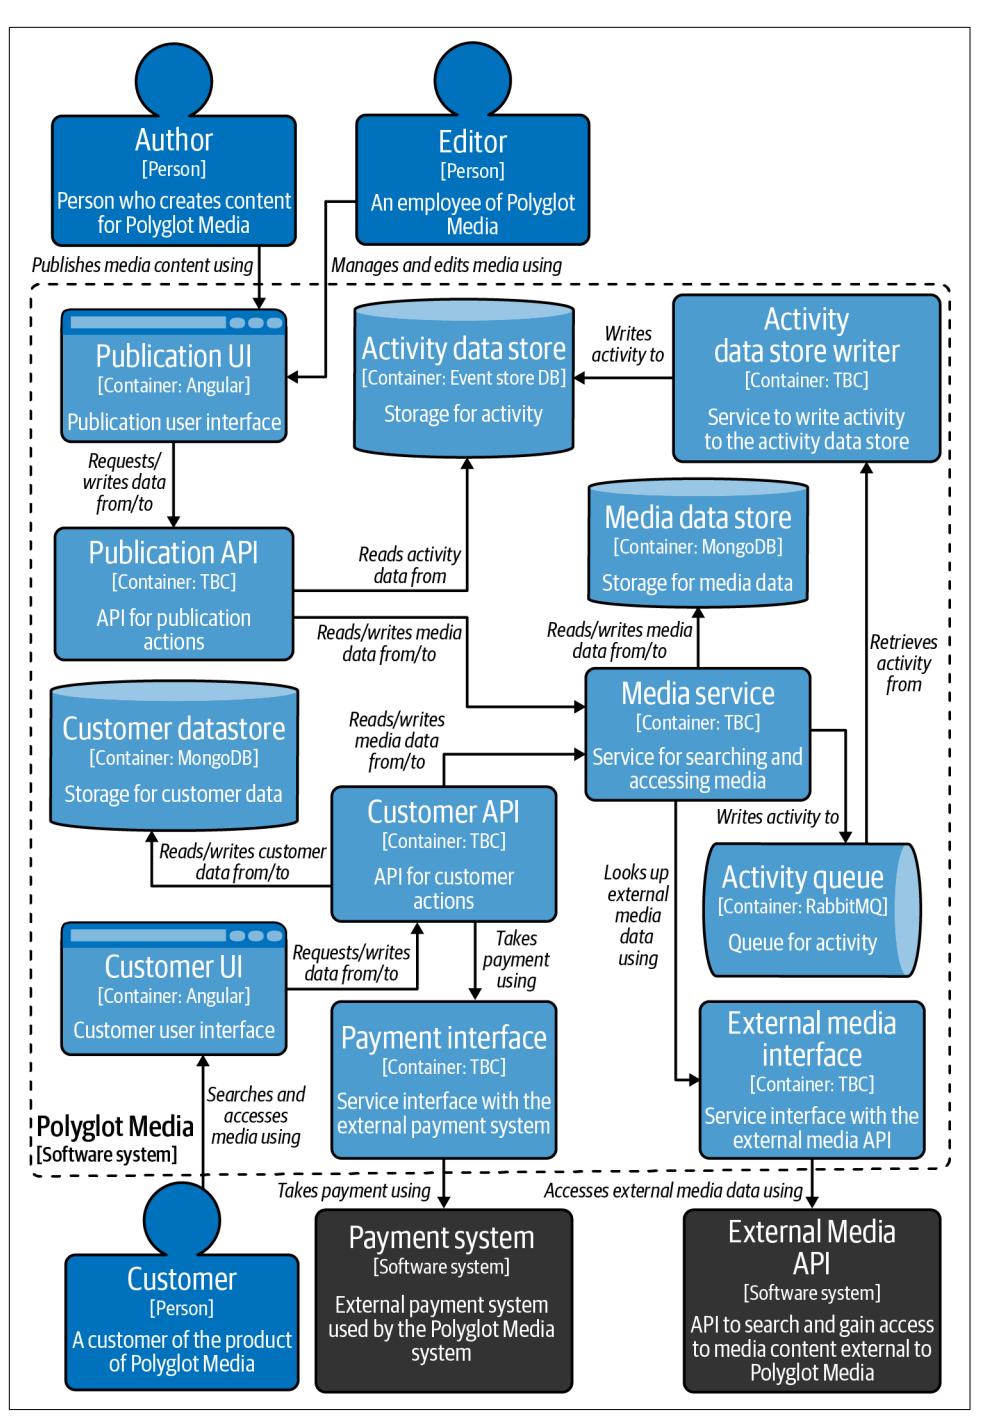 Author
[Person]
Person who creates content
for Polyglot Media
Editor
[Person]
An employee of Polyglot
Media
Publishes media content using
Manages and edits media using
Publication UI
[Container: Angular]
Publication user interface
Activity data store
[Container: Event store DB]
Storage for activity
Writes
activity to
Activity
data store writer
[Container: TBC]
Service to write activity
to the activity data store
Requests/
writes data
from/to
Publication API
[Container: TBC]
API for publication
actions
Reads activity
data from
Media data store
[Container: MongoDB]
Storage for media data
Reads/writes media
data from/to
Reads/writes media
data from/to
Retrieves
activity
from
Customer datastore
[Container: MongoDB]
Storage for customer data
Reads/writes
media data
from/to
Media service
[Container: TBC]
Service for searching and
accessing media
Customer API
[Container: TBC]
API for customer
actions
Reads/writes customer
data from/to
Writes activity to
Looks up
external
media
data
using
Activity queue
[Container: RabbitMQ]
Queue for activity
Customer UI
[Container: Angular]
Customer user interface
Requests/writes
data from/to
Takes
payment
using
Payment interface
[Container: TBC]
Service interface with the
external payment system
External media
interface
[Container: TBC]
Service interface with the
external media API
Searches and
accesses
media using
Polyglot Media
[Software system]
Takes payment using
Accesses external media data using
Customer
[Person]
A customer of the product
of Polyglot Media
Payment system
[Software system]
External payment system
used by the Polyglot Media
system
External Media
API
[Software system]
API to search and gain access
to media content external to
Polyglot Media